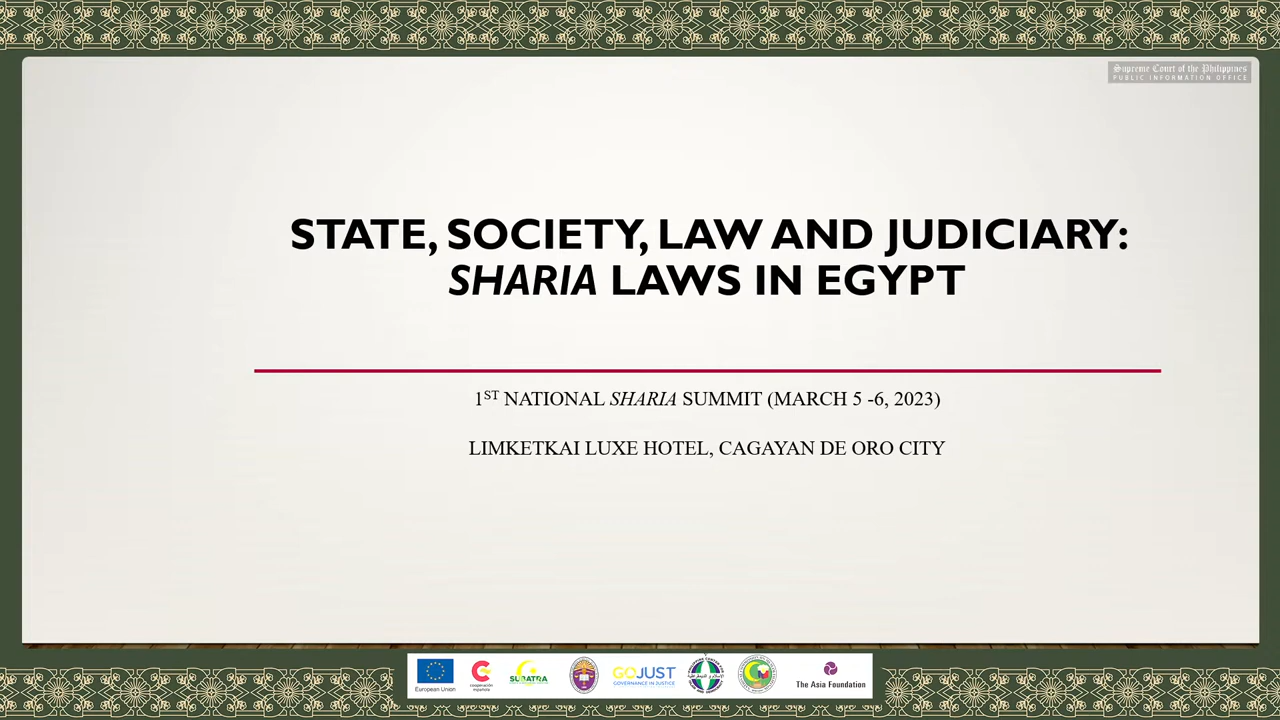 Supreme Court of the Philippines
PUBLIC INFORMATION OFFICE
STATE, SOCIETY, LAW AND JUDICIARY:
SHARIA LAWS IN EGYPT
1ST NATIONAL SHARIA SUMMIT (MARCH 5 -6, 2023)
LIMKETKAI LUXE HOTEL, CAGAYAN DE ORO CITY
European Union
cooperación
española
SUBATRA
GOJUST
GOVERNANCE IN JUSTICE
The Asia Foundation